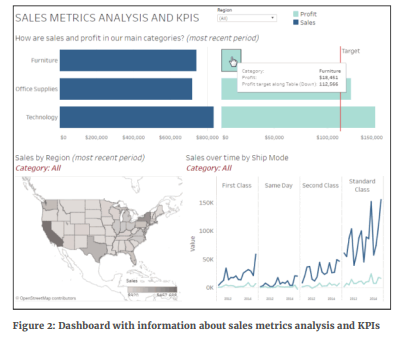 SALES METRICS ANALYSIS AND KPIS
Region
(All)
Profit
Sales
How are sales and profit in our main categories? (most recent period)
Target
Furniture
Office Supplies
Technology
Category: Furniture
Profit: $18,451
Profit target along Table (Down):
$0 $200,000 $400,000 $600,000 $800,000 $0 $50,000 $100,000 $150,000
Sales by Region (most recent period)
Category: All
Sales over time by Ship Mode
Category: All
First Class Same Day Second Class Standard
Class
150K
100K
50K
0K
Value
Sales
© OpenStreetMap contributors
Figure 2: Dashboard with information about sales metrics analysis and KPIs